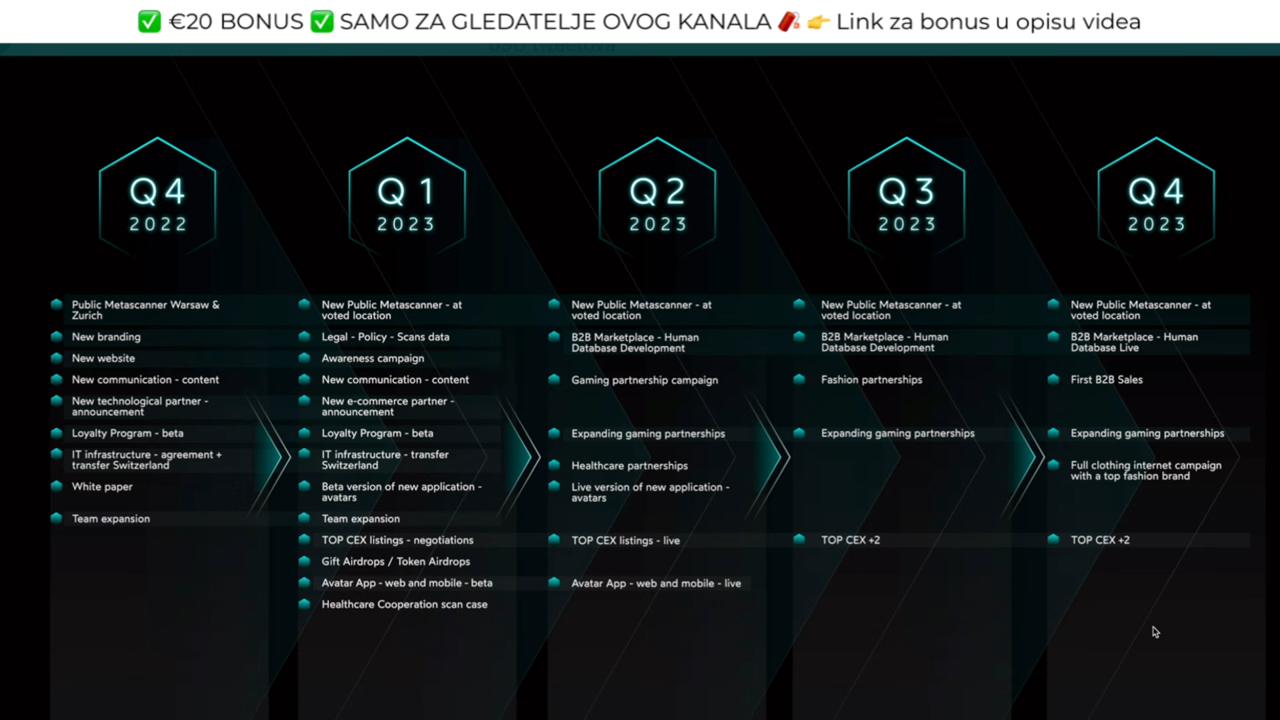 ✅ €20 BONUS ✅ SAMO ZA GLEDATELJE OVOG KANALA 🧨 👉 Link za bonus u opisu videa
Q4
2022
Public Metascanner Warsaw &
Zurich
New branding
New website
New communication - content
New technological partner -
announcement
Loyalty Program - beta
IT infrastructure - agreement +
transfer Switzerland
White paper
Team expansion
Q1
2023
New Public Metascanner - at
voted location
Legal - Policy - Scans data
Awareness campaign
New communication - content
New e-commerce partner -
announcement
Loyalty Program - beta
IT infrastructure - transfer
Switzerland
Beta version of new application -
avatars
Team expansion
TOP CEX listings - negotiations
Gift Airdrops / Token Airdrops
Avatar App - web and mobile - beta
Healthcare Cooperation scan case
Q2
2023
New Public Metascanner - at
voted location
B2B Marketplace - Human
Database Development
Gaming partnership campaign
Expanding gaming partnerships
Healthcare partnerships
Live version of new application -
avatars
TOP CEX listings - live
Avatar App - web and mobile - live
Q3
2023
New Public Metascanner - at
voted location
B2B Marketplace - Human
Database Development
Fashion partnerships
Expanding gaming partnerships
TOP CEX +2
Q4
2023
New Public Metascanner - at
voted location
B2B Marketplace - Human
Database Live
First B2B Sales
Expanding gaming partnerships
Full clothing internet campaign
with a top fashion brand
TOP CEX +2